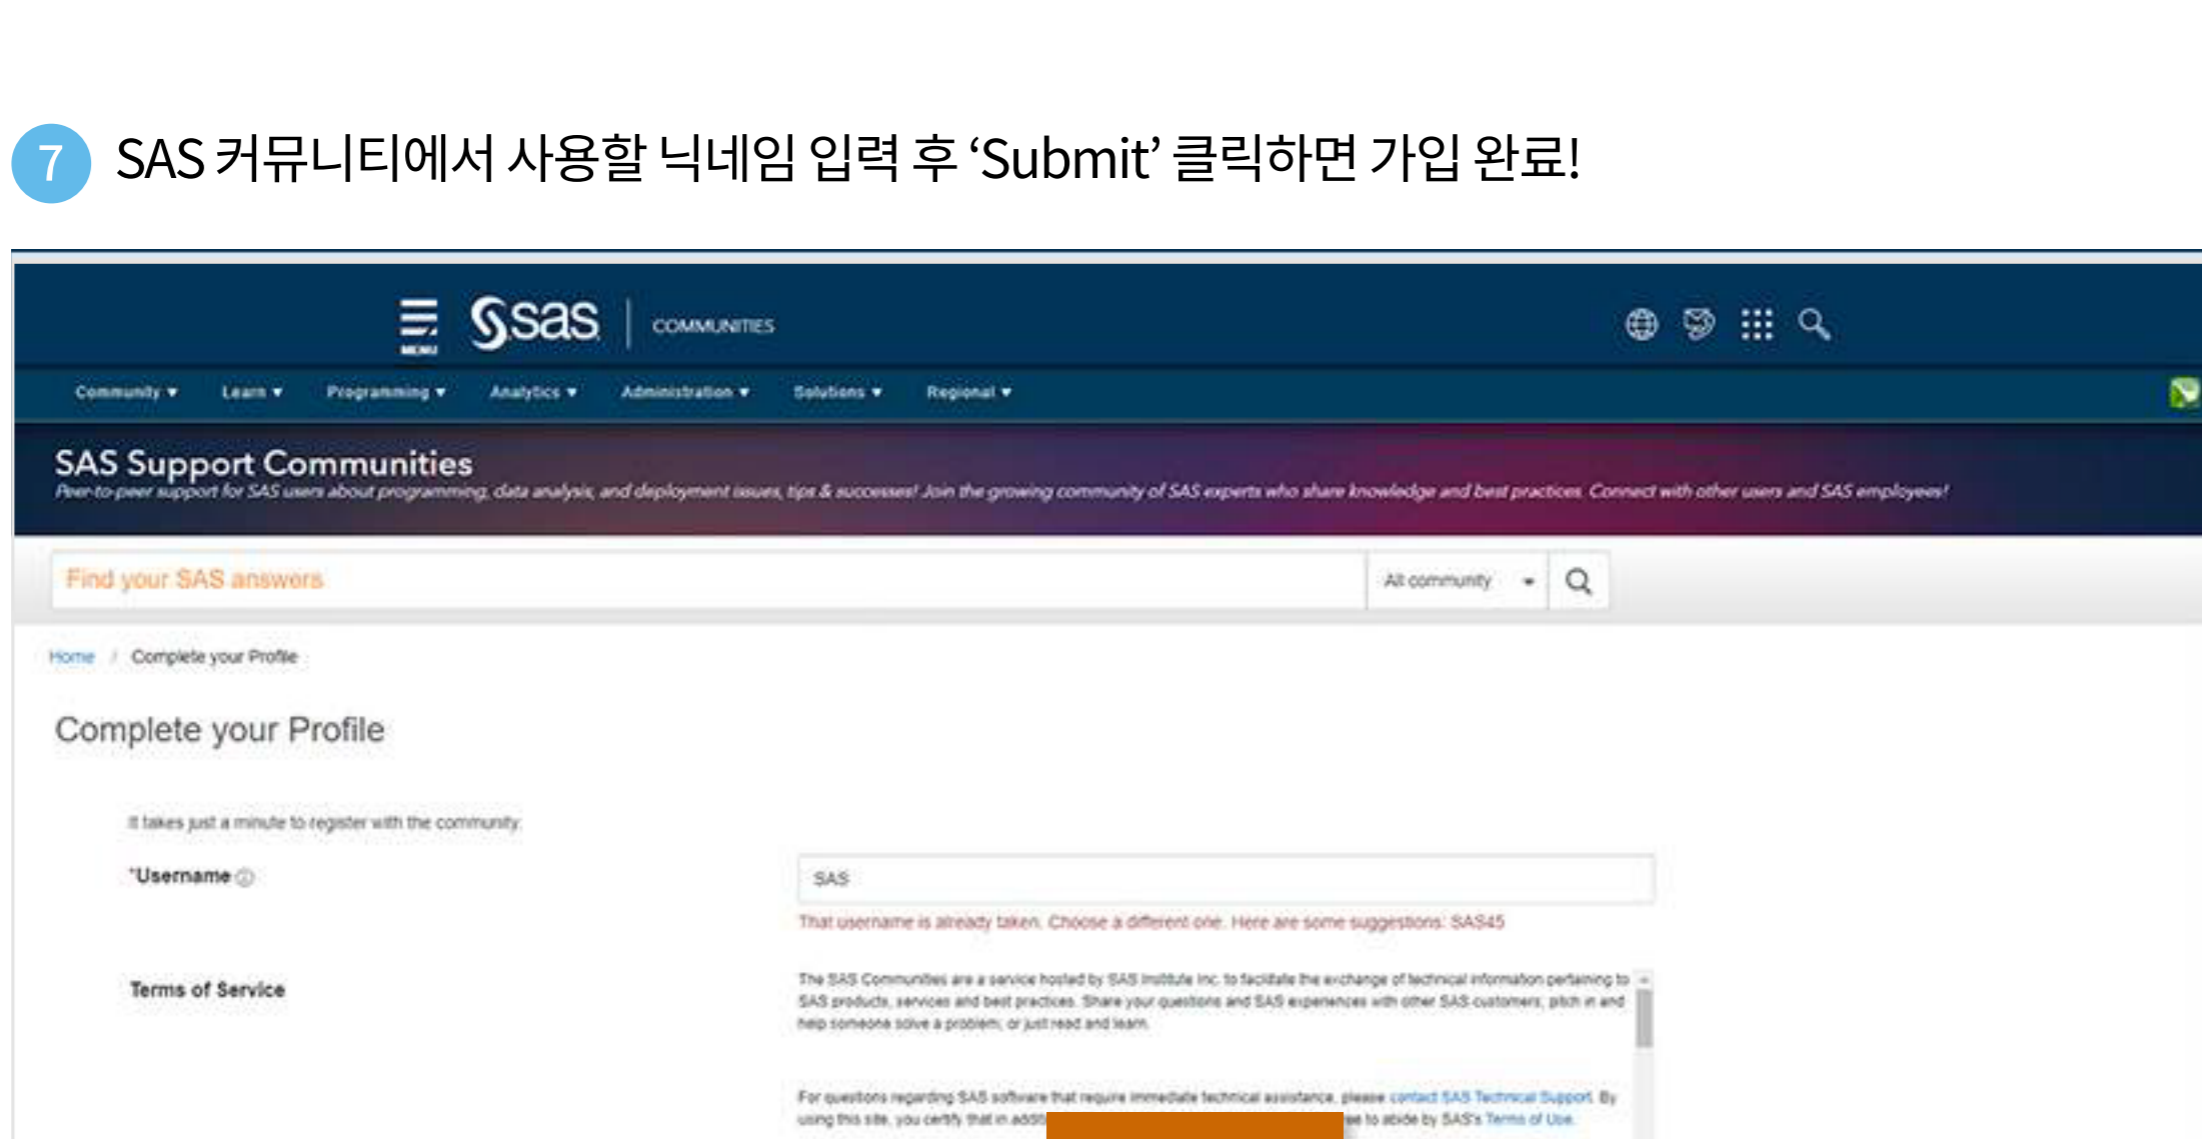 7 SAS 커뮤니티에서 사용할 닉네임 입력 후 ‘Submit’ 클릭하면 가입 완료!
MENU sas COMMUNITIES
Community Learn Programming Analytics Administration Solutions Regional
SAS Support Communities
Peer-to-peer support for SAS users about programming, data analysis, and deployment issues, tips & successes! Join the growing community of SAS experts who share knowledge and best practices. Connect with other users and SAS employees!
Find your SAS answers All community
Home / Complete your Profile
Complete your Profile
It takes just a minute to register with the community.
*Username SAS
That username is already taken. Choose a different one. Here are some suggestions: SAS45
Terms of Service
The SAS Communities are a service hosted by SAS Institute Inc. to facilitate the exchange of technical information pertaining to
SAS products, services and best practices. Share your questions and SAS experiences with other SAS customers; pitch in and
help someone solve a problem; or just read and learn.
For questions regarding SAS software that require immediate technical assistance, please contact SAS Technical Support. By
using this site, you certify that in to abide by SAS's Terms of Use.